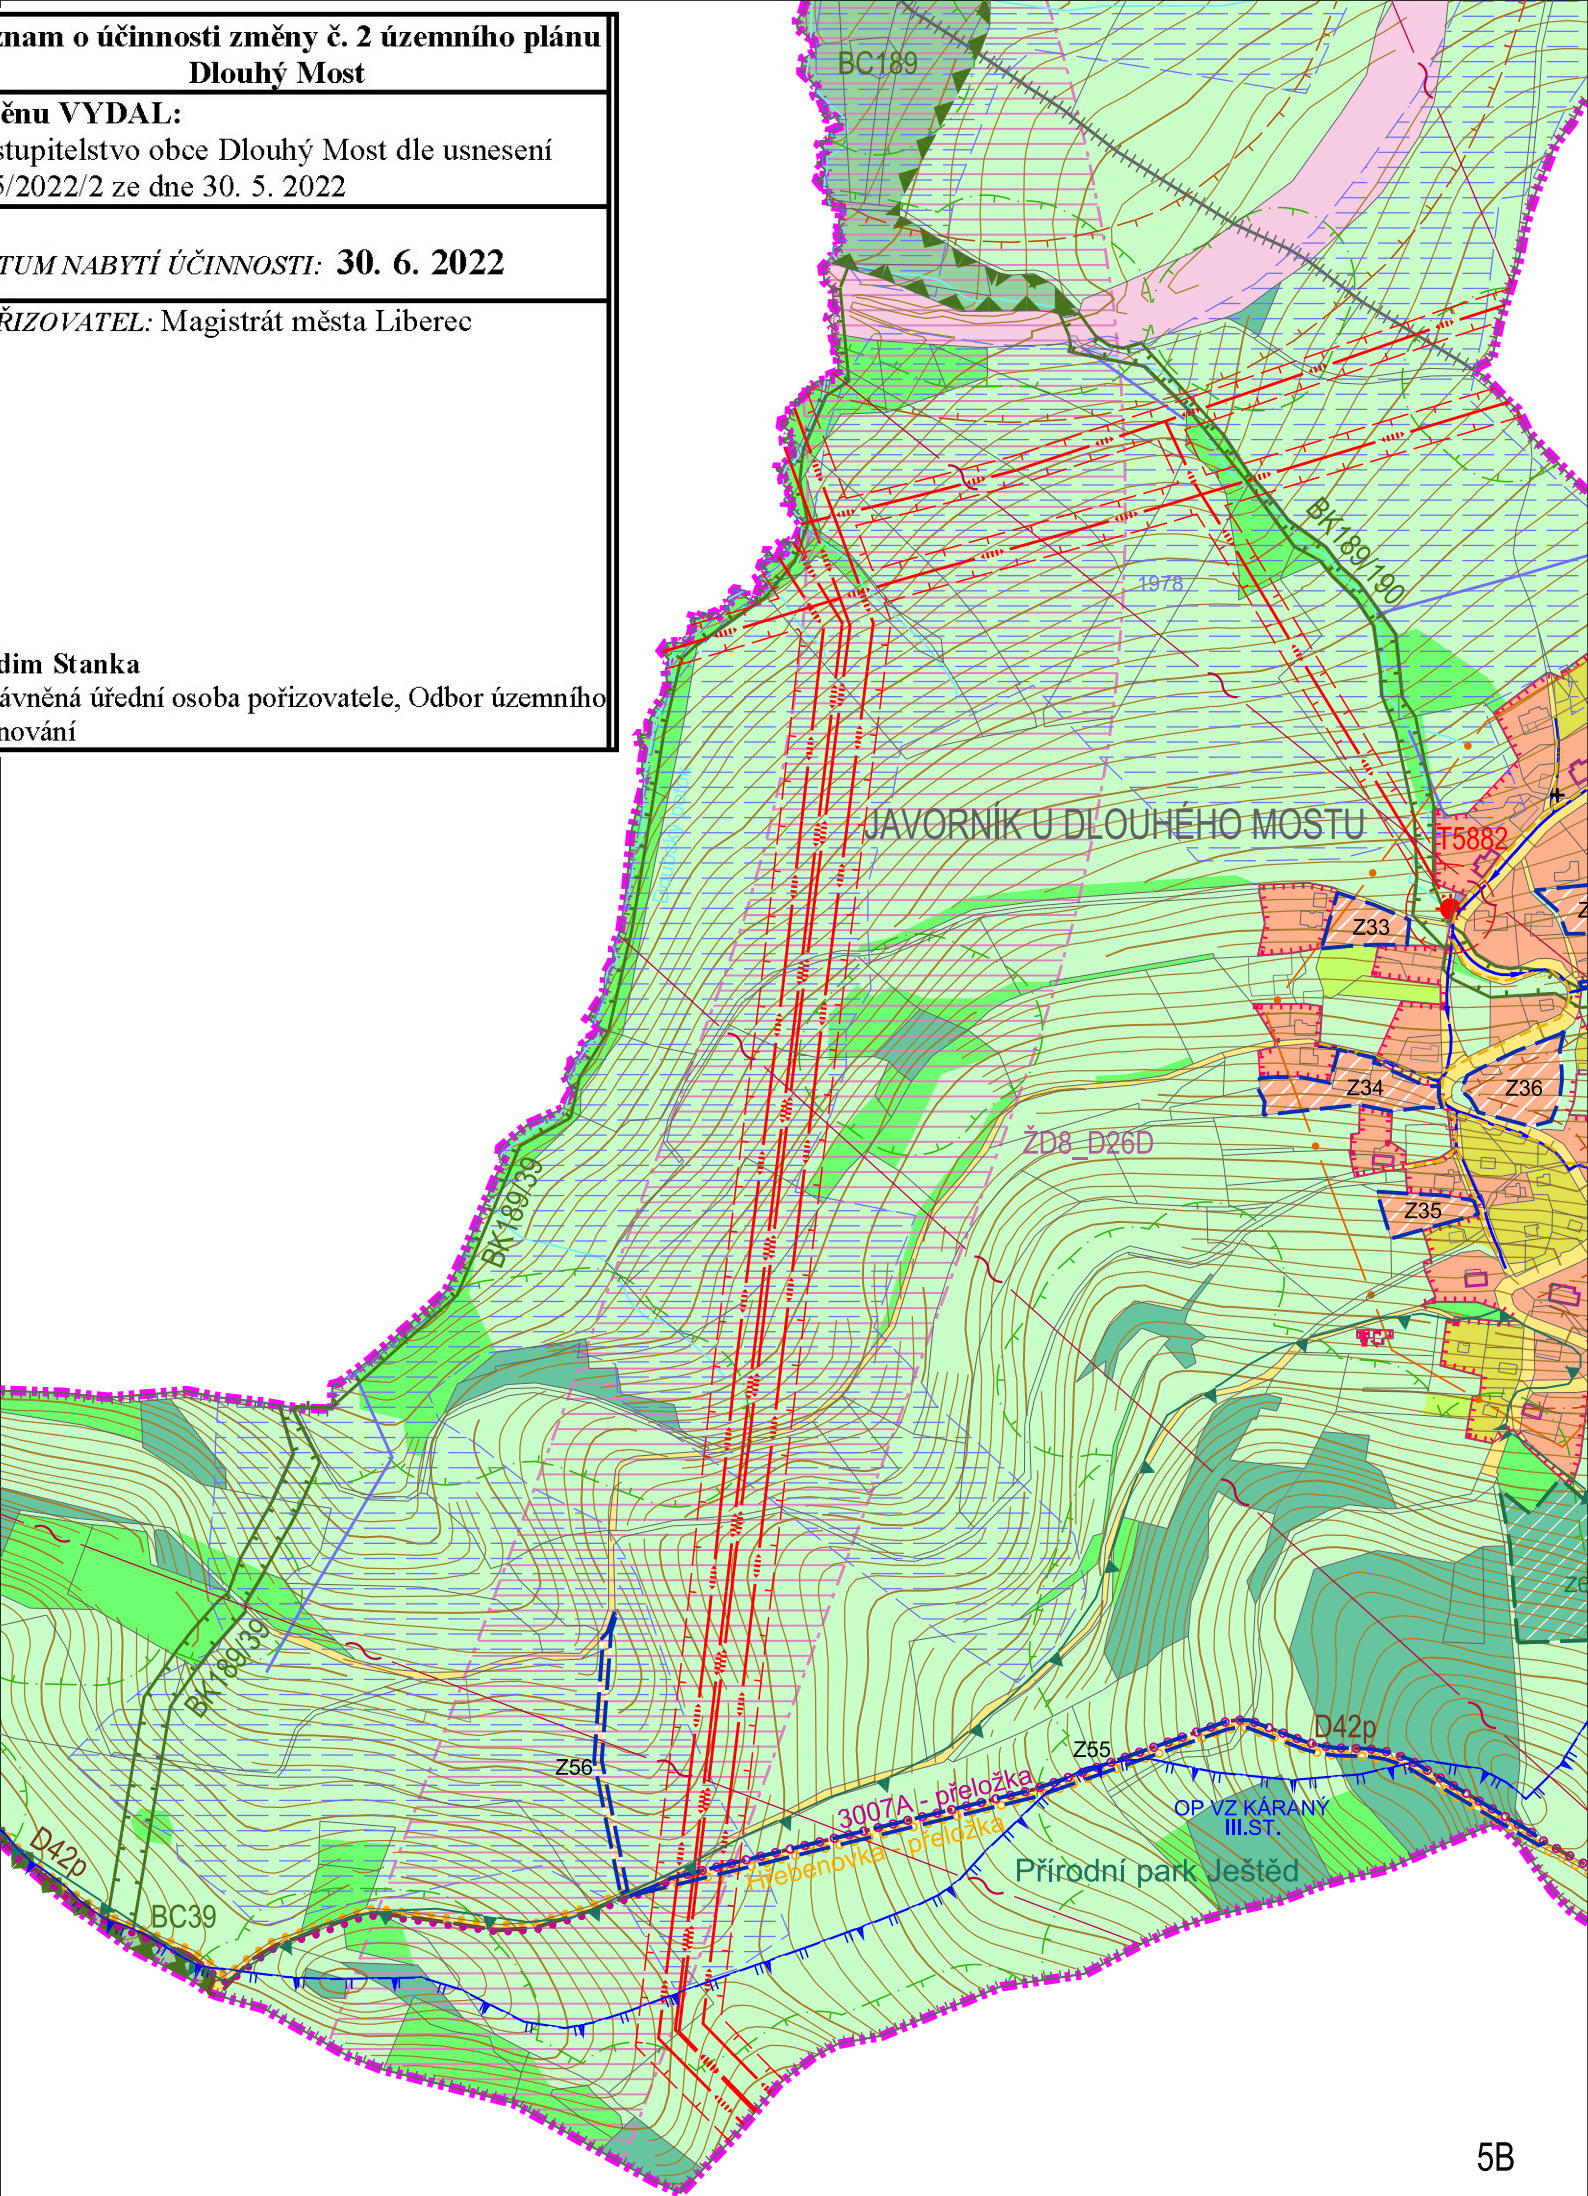 znam o účinnosti změny č. 2 územního plánu
Dlouhý Most
ěnu VYDAL:
stupitelstvo obce Dlouhý Most dle usnesení
5/2022/2 ze dne 30. 5. 2022
TUM NABYTÍ ÚČINNOSTI: 30. 6. 2022
ŘIZOVATEL: Magistrát města Liberec
dim Stanka
ávněná úřední osoba pořizovatele, Odbor územního
nování
BC189
BK189/190
1978
JAVORNÍK U DLOUHÉHO MOSTU
T5882
Z33
Z34
Z36
ŽD8_D26D
Z35
BK189/39
Z6
BK189/39
D42p
Z55
Z56
3007A - přeložka
Hřebenovka - přeložka
OP VZ KÁRANÝ
III.ST.
Přírodní park Ještěd
D42p
BC39
5B